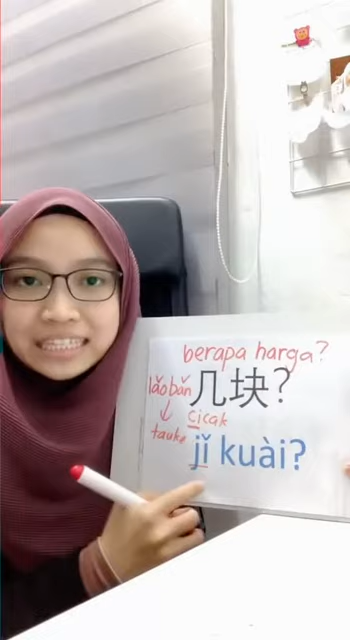 berapa harga?
lǎobǎn 几块?
↓ cicak
tauke jǐ kuài?